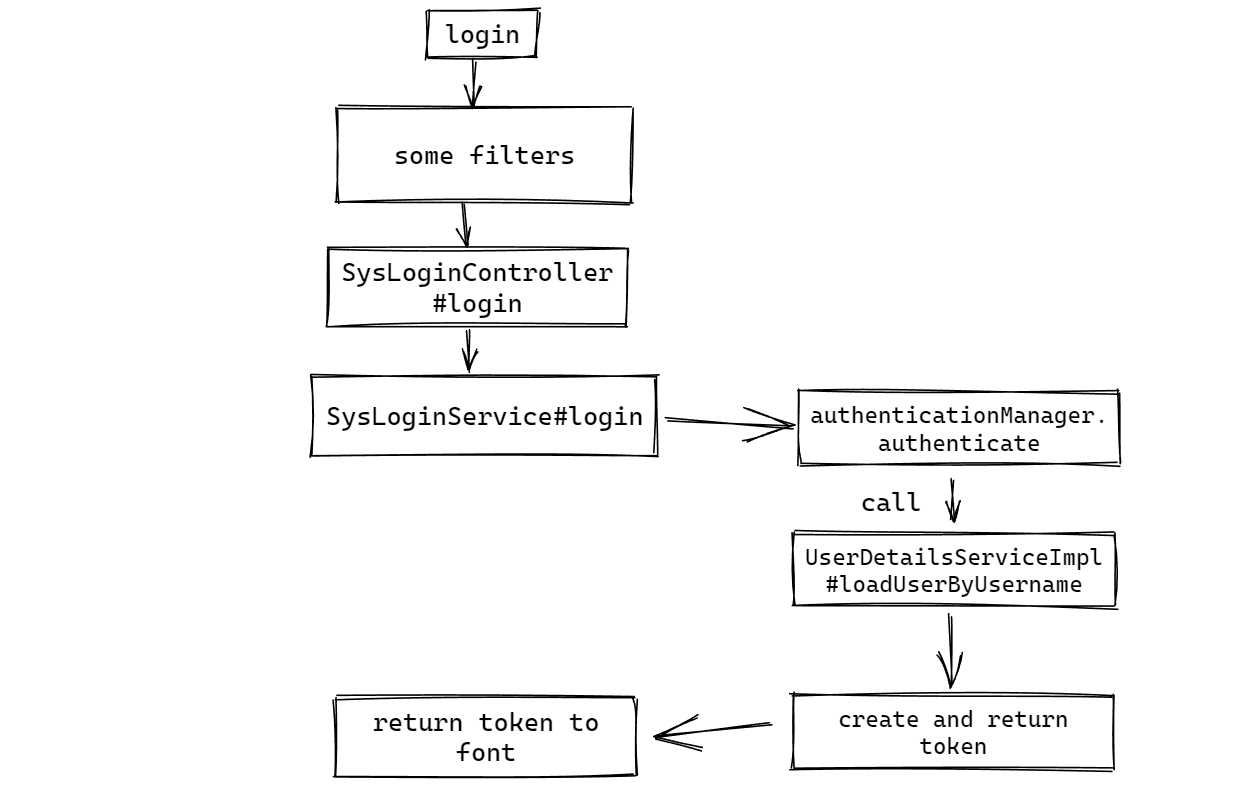 login
some filters
SysLoginController
#login
SysLoginService#login
authenticationManager.
authenticate
call
UserDetailsServiceImpl
#loadUserByUsername
create and return
token
return token to
font